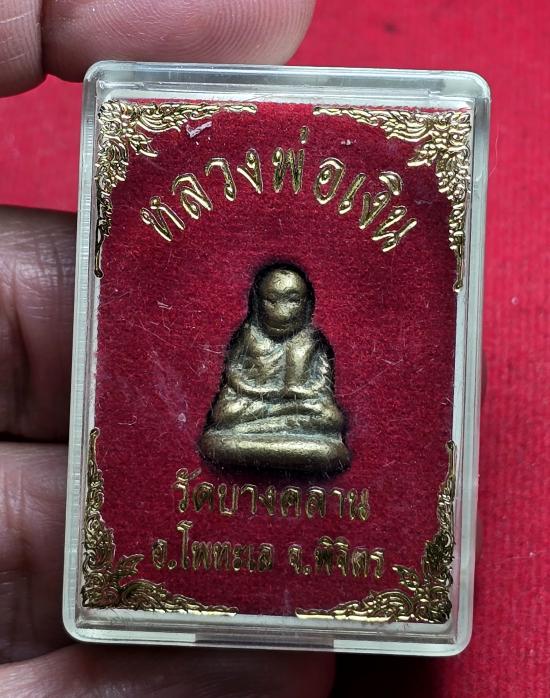 หลวงพ่อเงิน
วัดบางคลาน
อ.โพทะเล จ.พิจิตร